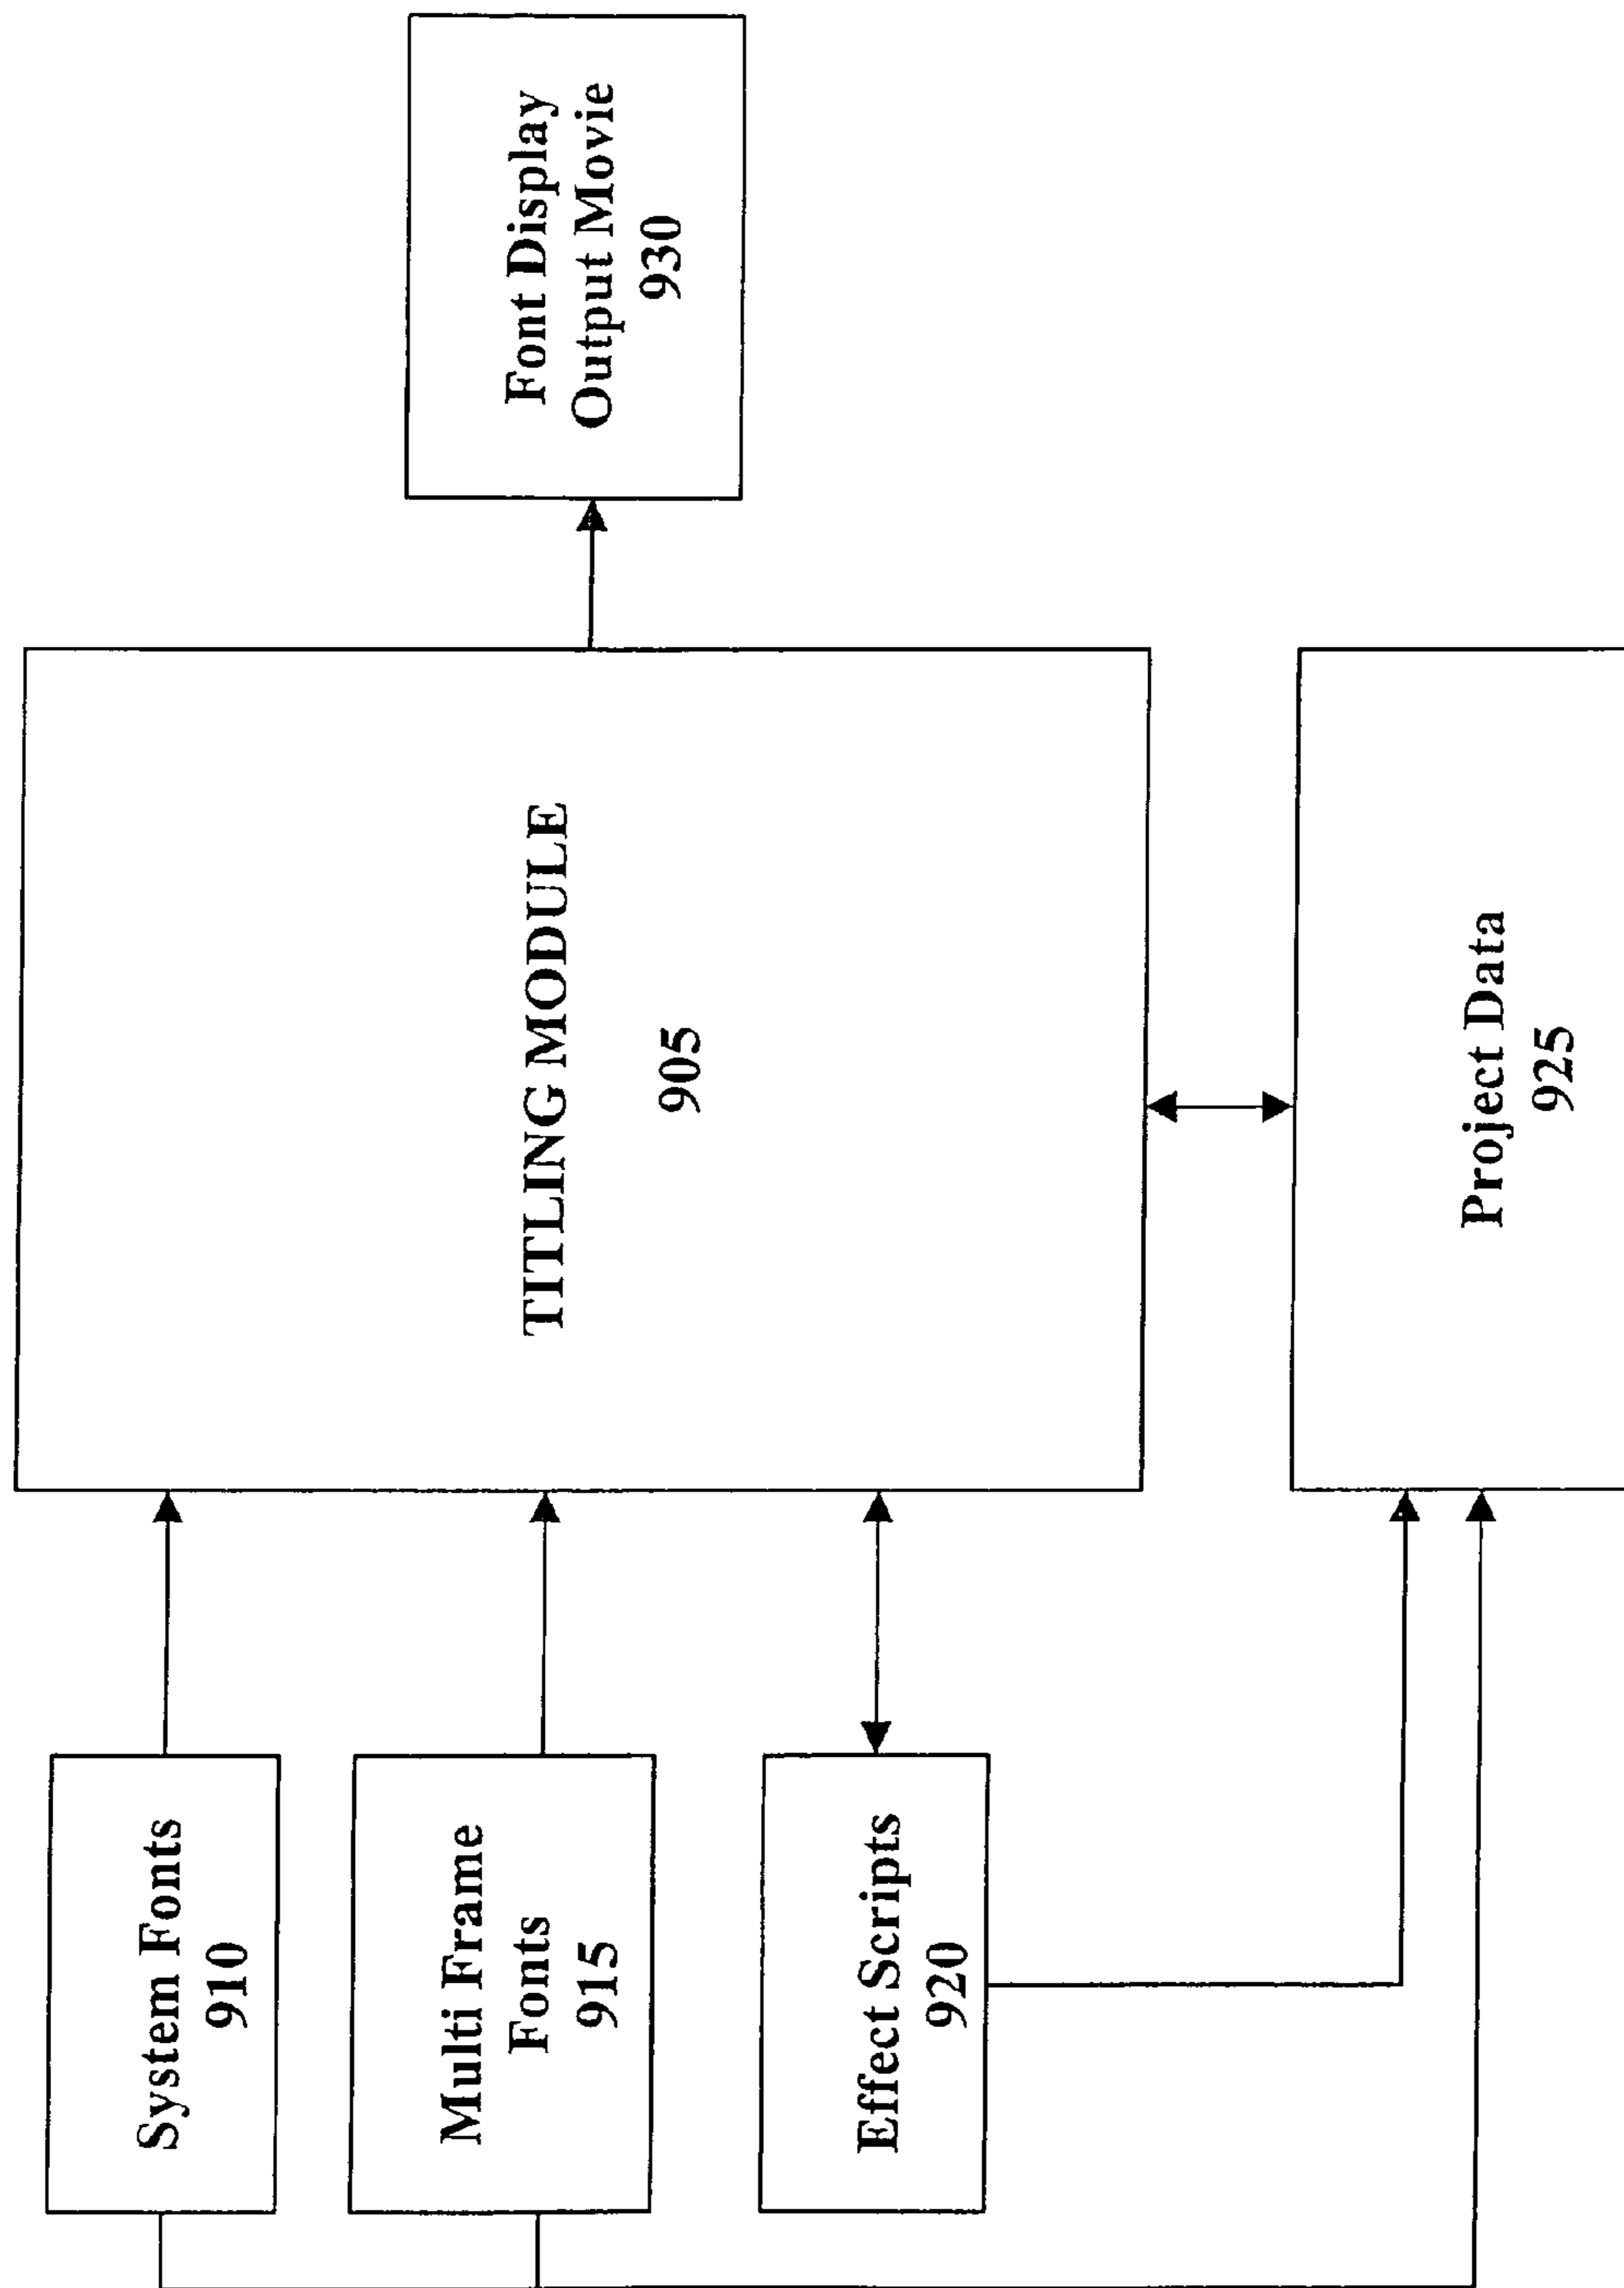 System Fonts
910
Multi Frame
Fonts
915
Effect Scripts
920
TITLING MODULE
905
Project Data
925
Font Display
Output Movie
930